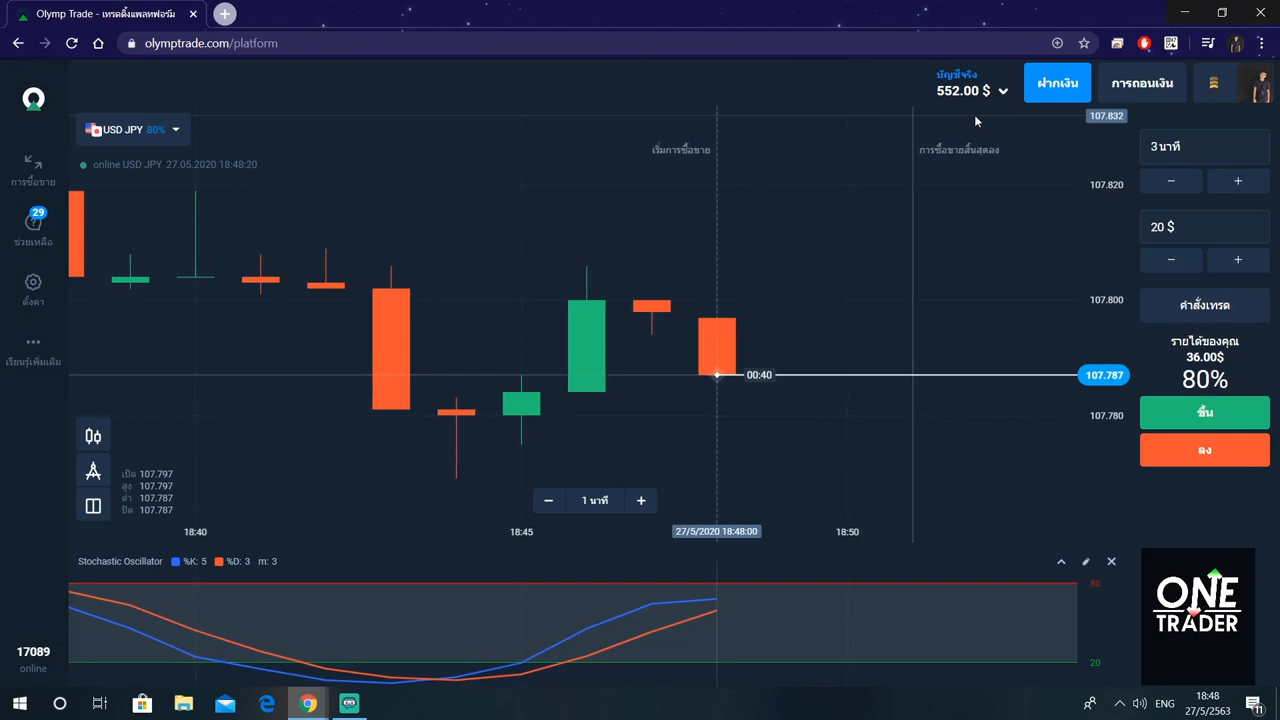 Olymp Trade - เทรดดิ้งแพลทฟอร์ม
olymptrade.com/platform
บัญชีจริง
552.00 $
ฝากเงิน
การถอนเงิน
USD JPY 80%
online USD JPY 27.05.2020 18:48:20
เริ่มการซื้อขาย
การซื้อขายสิ้นสุดลง
107.832
107.820
107.800
107.787
107.780
การซื้อขาย
29
ช่วยเหลือ
ตั้งค่า
เรียนรู้เพิ่มเติม
3 นาที
− +
20 $
− +
คำสั่งเทรด
รายได้ของคุณ
36.00$
80%
ขึ้น
ลง
00:40
เปิด 107.797
สูง 107.797
ต่ำ 107.787
ปิด 107.787
− 1 นาที +
18:40
18:45
27/5/2020 18:48:00
18:50
Stochastic Oscillator %K: 5 %D: 3 m: 3
80
20
ONE
TRADER
17089
online
ENG
18:48
27/5/2563
11